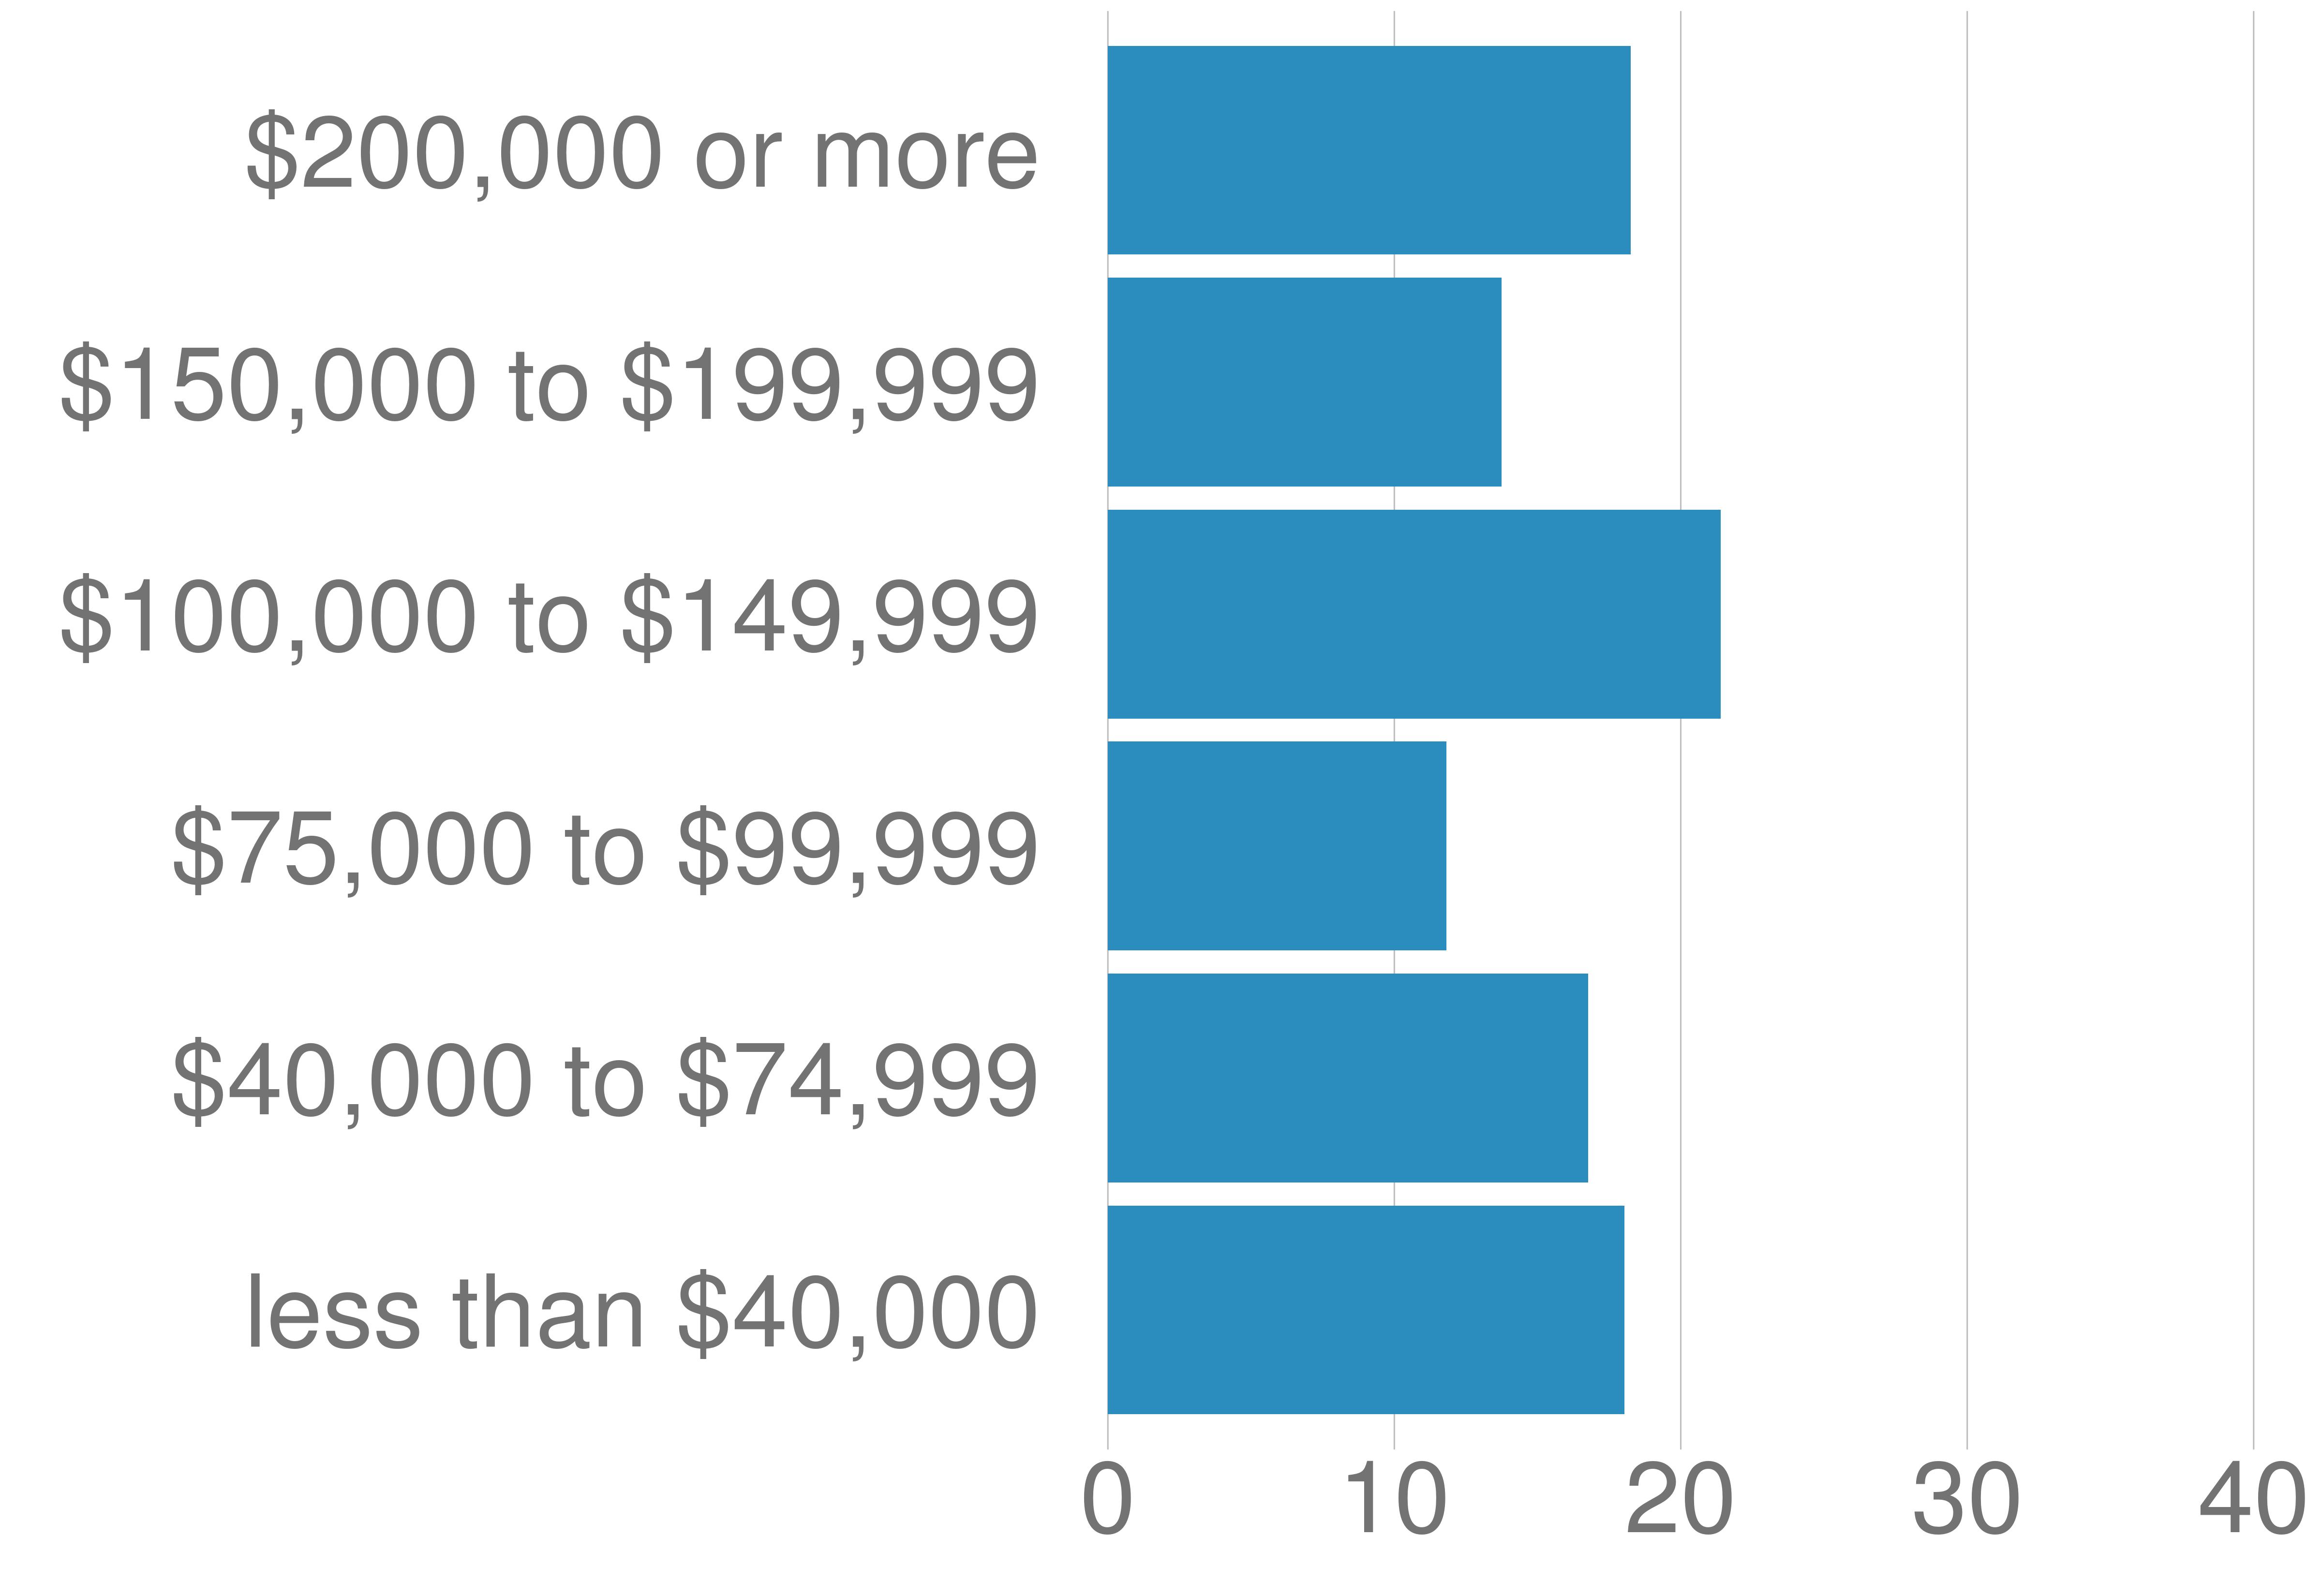 $200,000 or more
$150,000 to $199,999
$100,000 to $149,999
$75,000 to $99,999
$40,000 to $74,999
less than $40,000
0 10 20 30 40